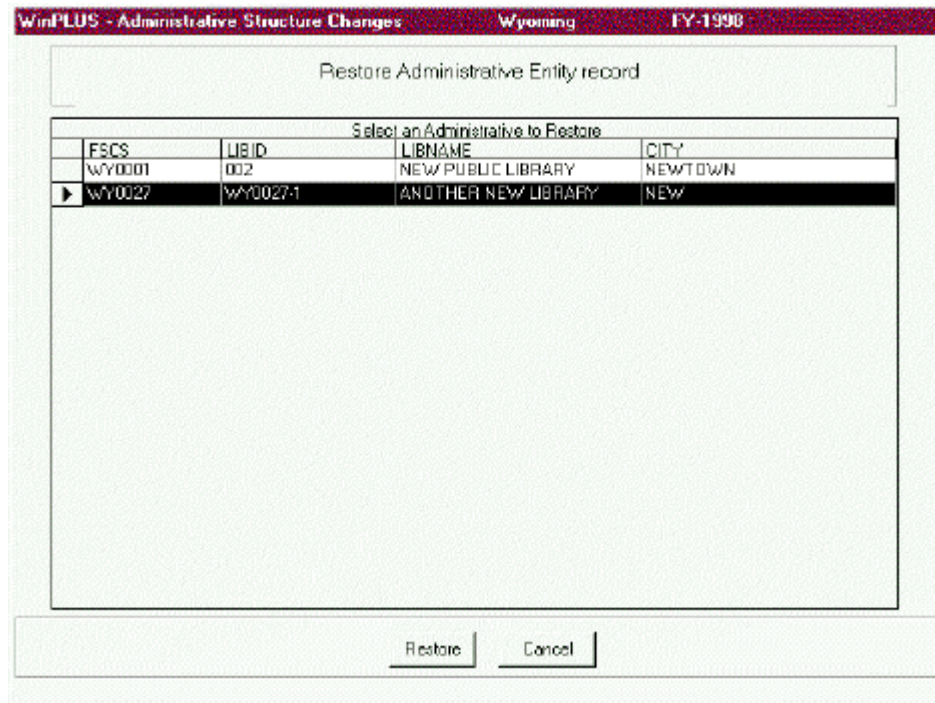 WinPLUS - Administrative Structure Changes Wyoming FY-1998
Restore Administrative Entity record
Select an Administrative to Restore
FSCS LIBID LIBNAME CITY
WY0001 002 NEW PUBLIC LIBRARY NEWTOWN
WY0027 WY0027-1 ANOTHER NEW LIBRARY NEW
Restore Cancel